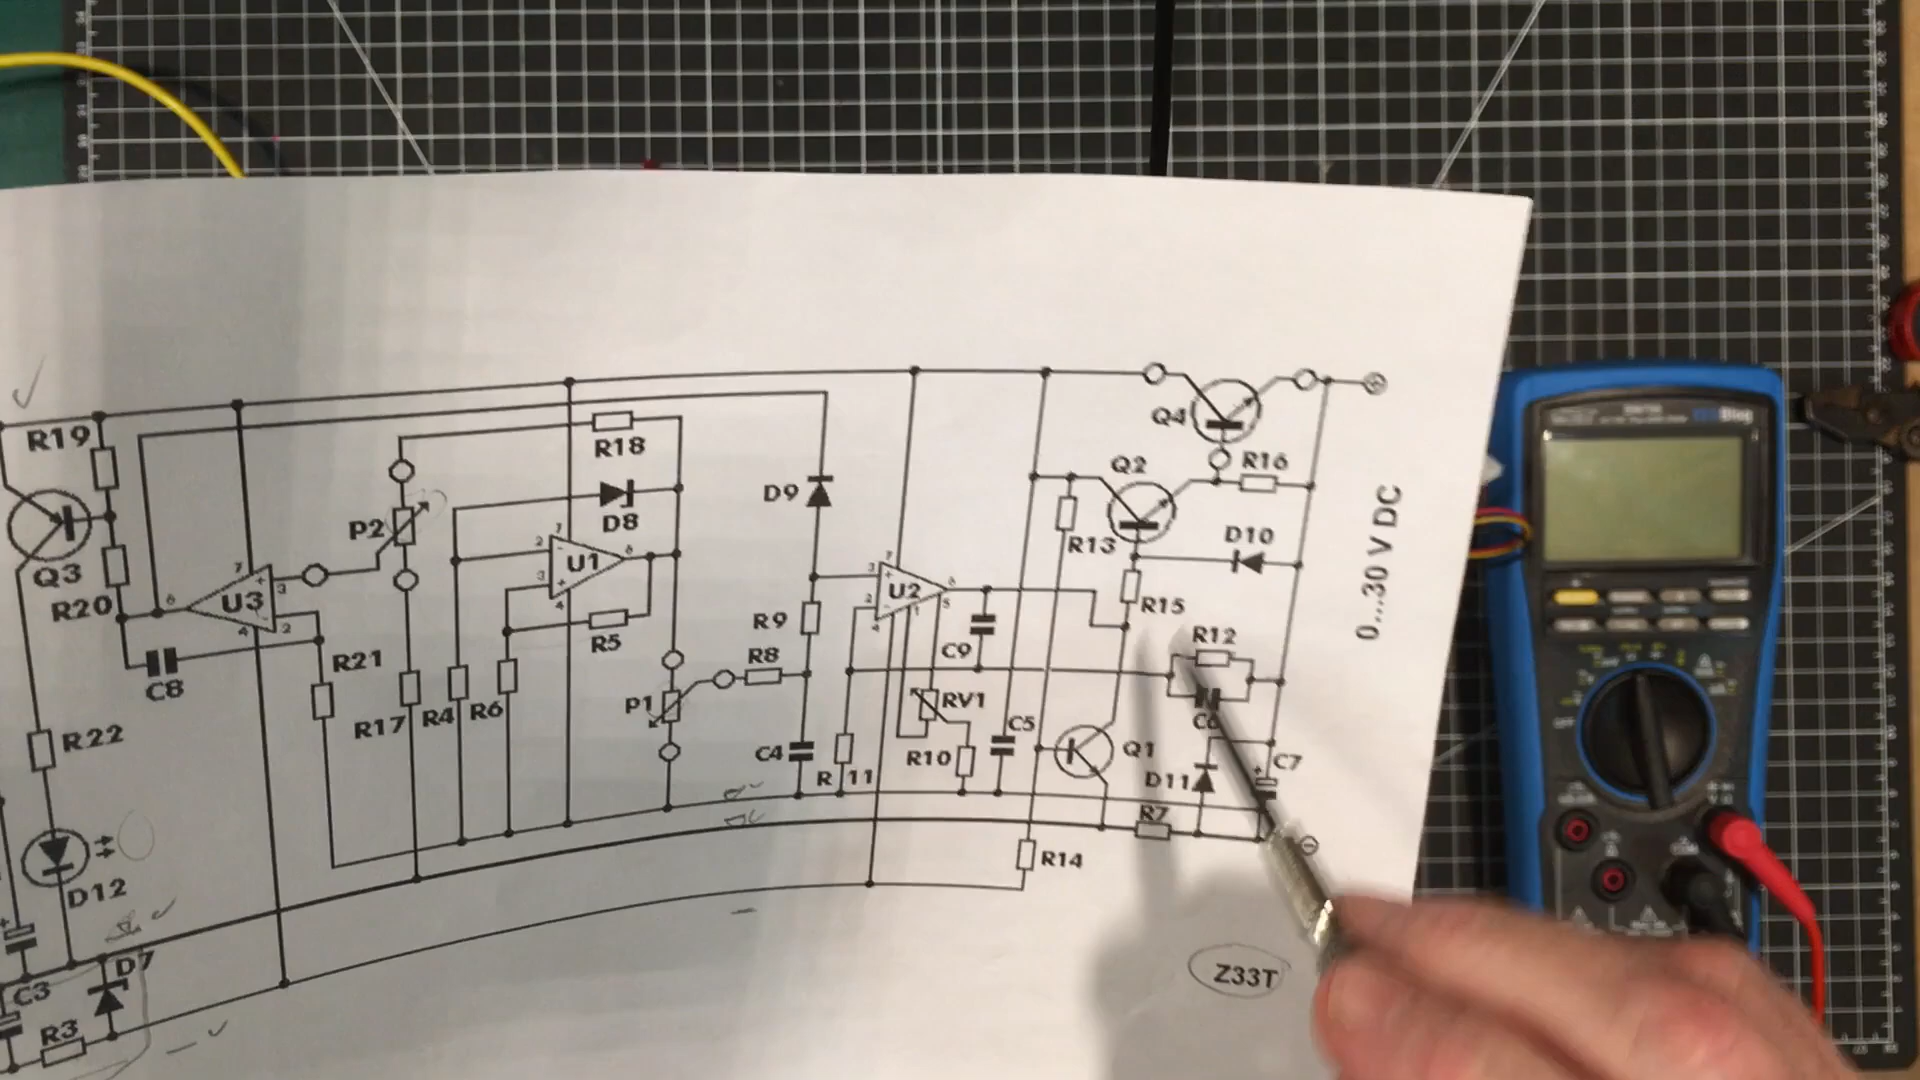 R19
Q3
R20
U3
C8
R21
R22
D12
C3
D7
R3
P2
R17
R4
R6
R18
D8
U1
R5
P1
R8
D9
R9
C4
R 11
U2
C9
RV1
R10
C5
R13
Q2
Q4
R16
D10
R15
R12
C6
Q1
D11
C7
R7
R14
0...30 V DC
Z33T